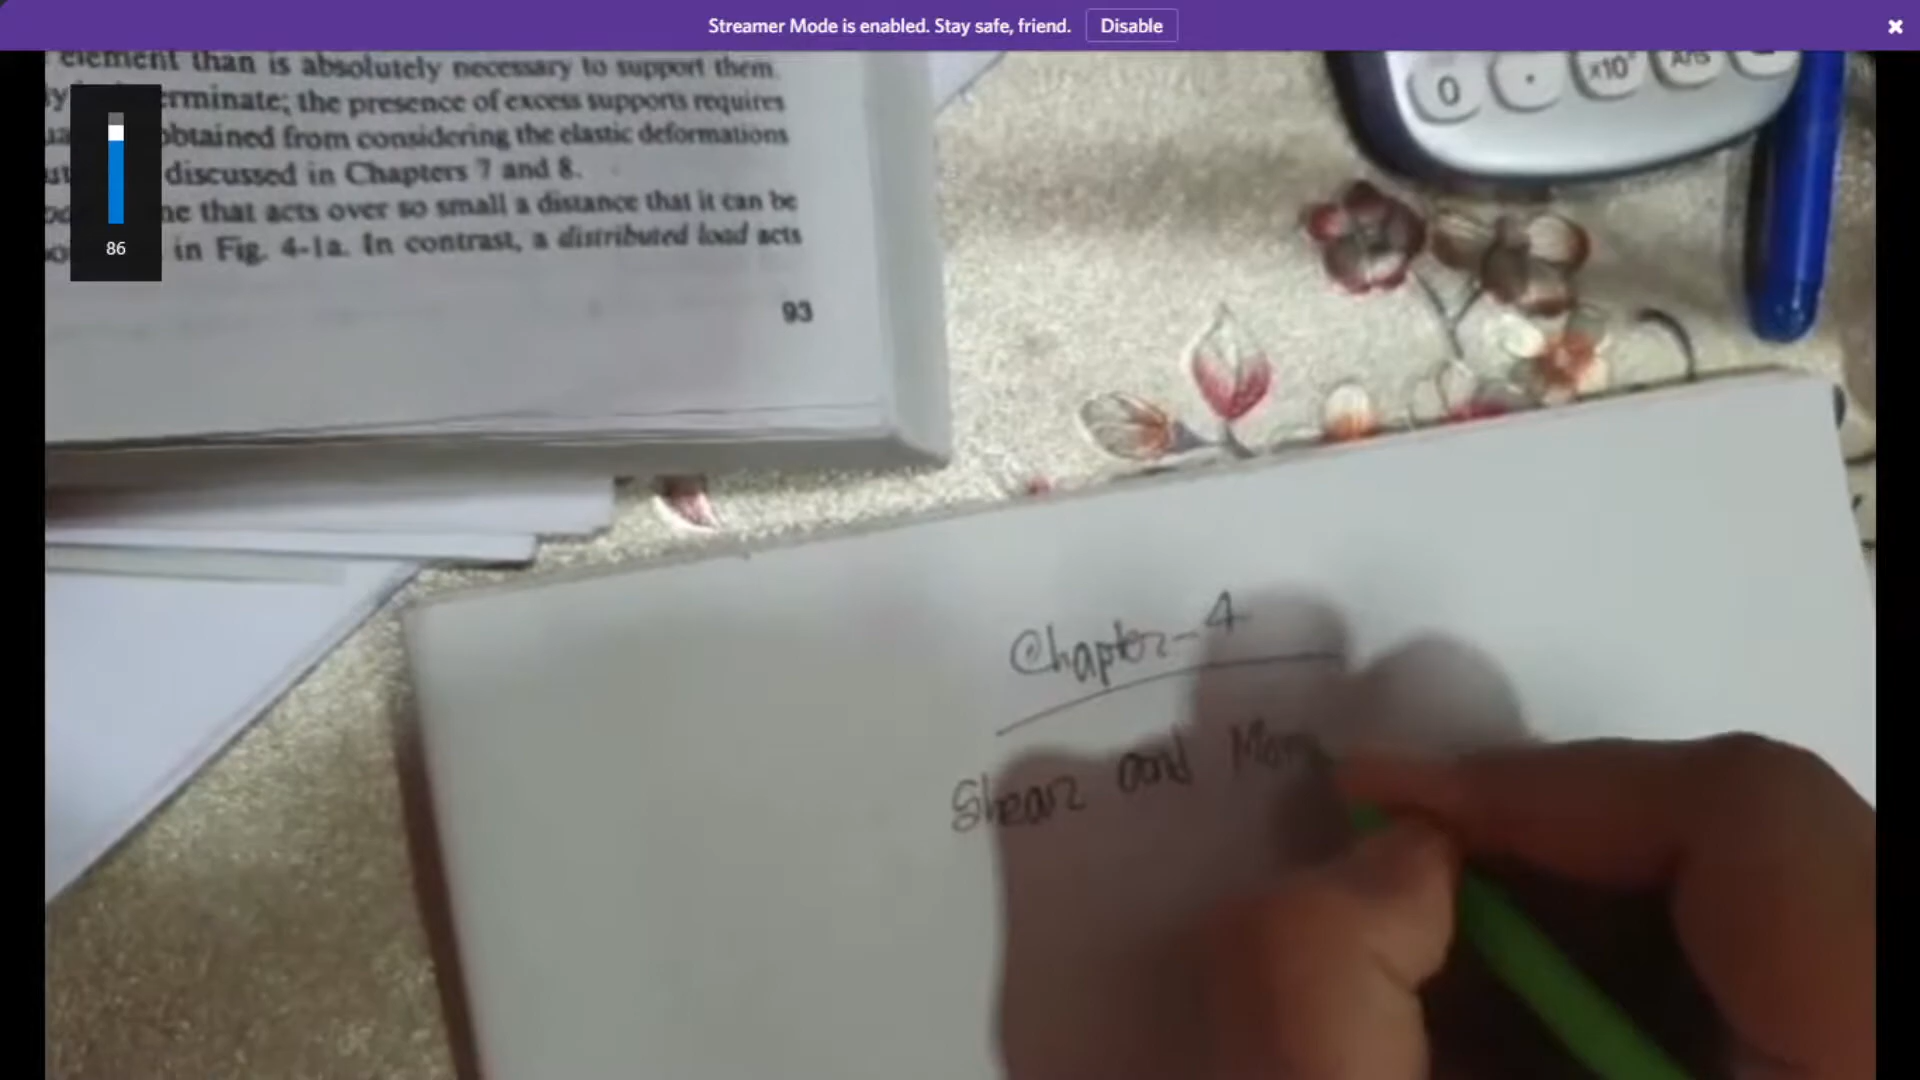 Streamer Mode is enabled. Stay safe, friend. Disable
element than is absolutely necessary to support them.
erminate; the presence of excess supports requires
obtained from considering the elastic deformations
discussed in Chapters 7 and 8.
me that acts over so small a distance that it can be
in Fig. 4-1a. In contrast, a distributed load acts
93
86
0 . x10 Ans
Chapter-4
Shear and Mom